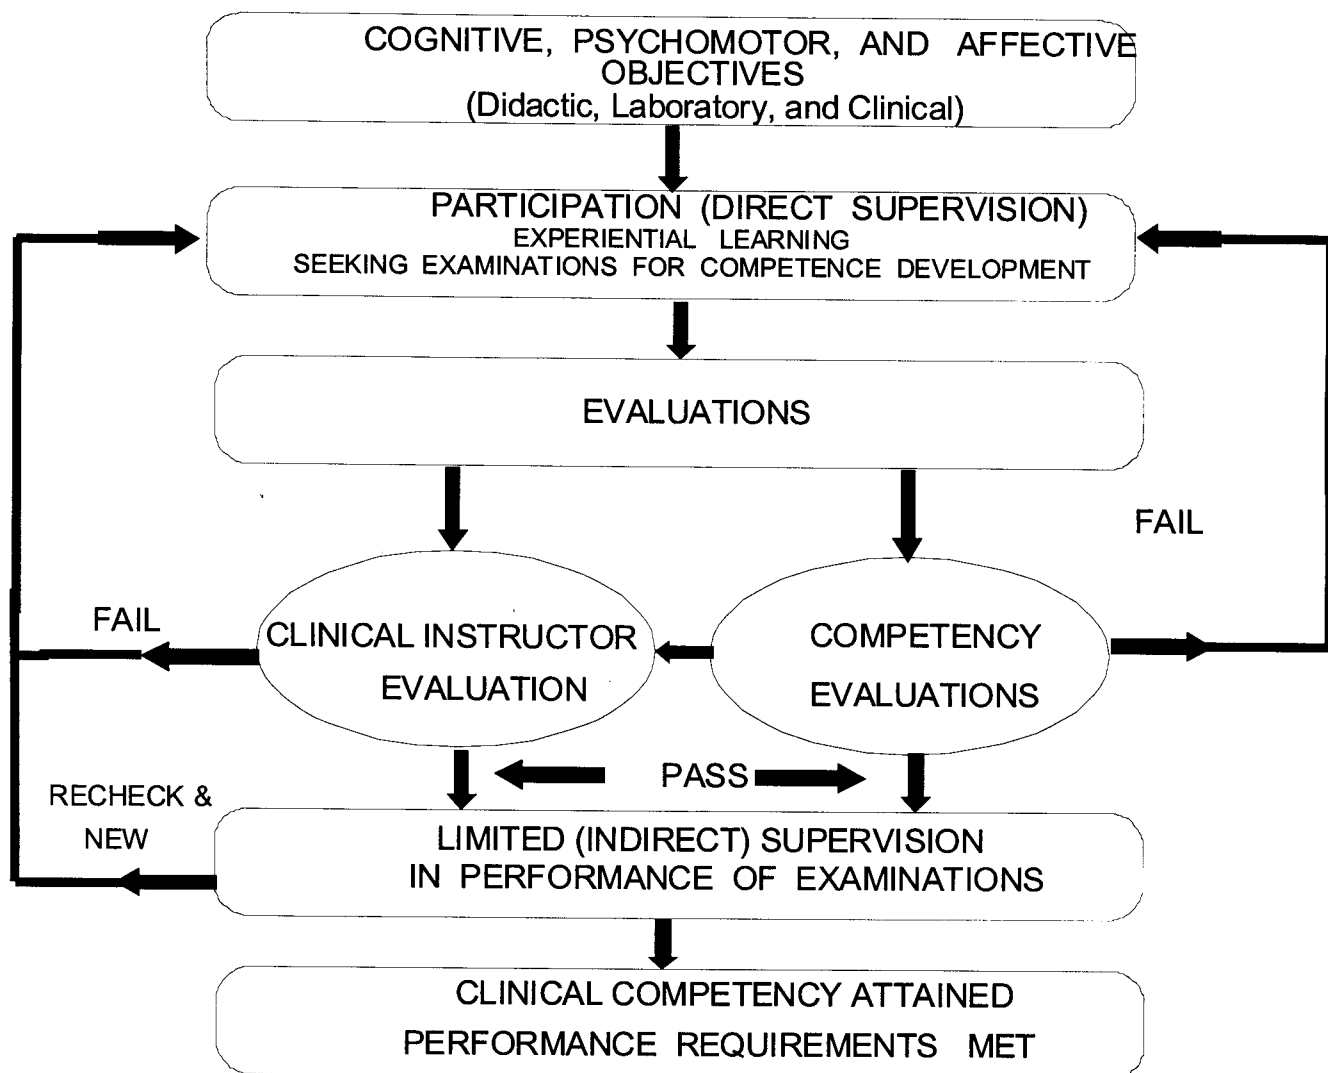 COGNITIVE, PSYCHOMOTOR, AND AFFECTIVE
OBJECTIVES
(Didactic, Laboratory, and Clinical)
PARTICIPATION (DIRECT SUPERVISION)
EXPERIENTIAL LEARNING
SEEKING EXAMINATIONS FOR COMPETENCE DEVELOPMENT
EVALUATIONS
FAIL
FAIL
CLINICAL INSTRUCTOR
EVALUATION
COMPETENCY
EVALUATIONS
PASS
RECHECK &
NEW
LIMITED (INDIRECT) SUPERVISION
IN PERFORMANCE OF EXAMINATIONS
CLINICAL COMPETENCY ATTAINED
PERFORMANCE REQUIREMENTS MET